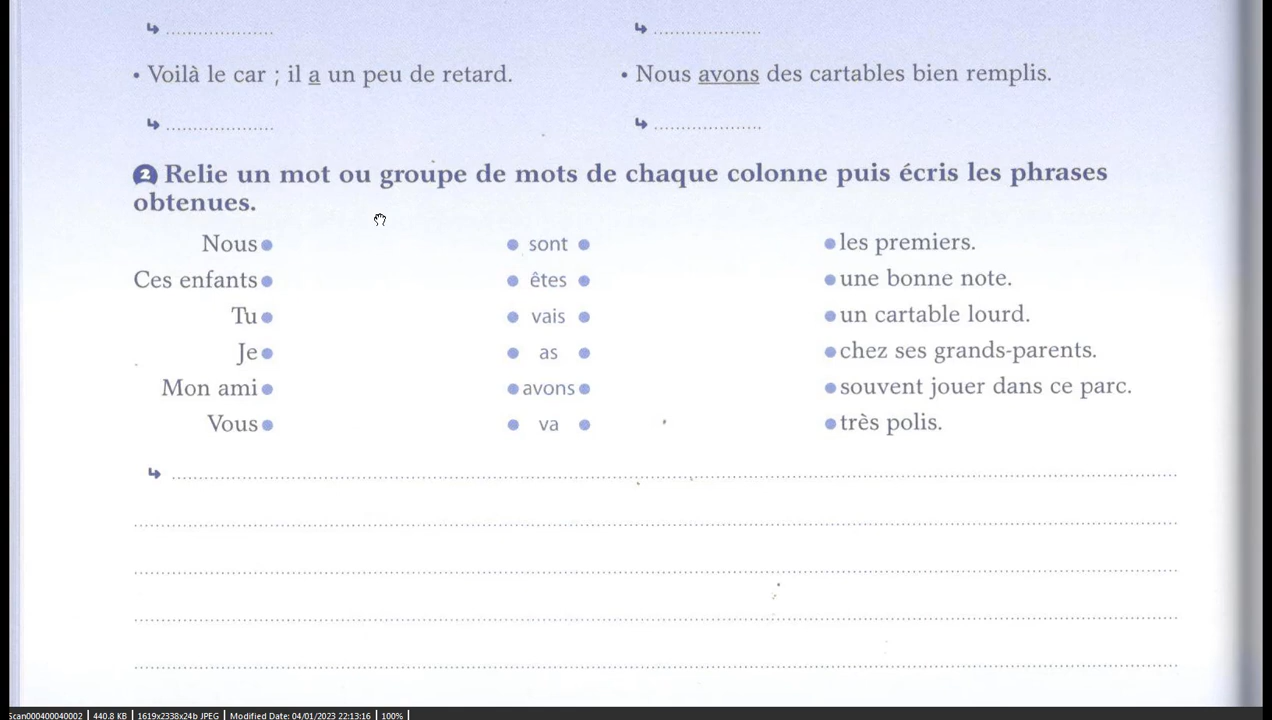 • Voilà le car ; il a un peu de retard. • Nous avons des cartables bien remplis.
2 Relie un mot ou groupe de mots de chaque colonne puis écris les phrases
obtenues.
Nous sont les premiers.
Ces enfants êtes une bonne note.
Tu vais un cartable lourd.
Je as chez ses grands-parents.
Mon ami avons souvent jouer dans ce parc.
Vous va très polis.
Scan000400040002 | 440.8 KB | 1619x2338x24b JPEG | Modified Date: 04/01/2023 22:13:16 | 100% |